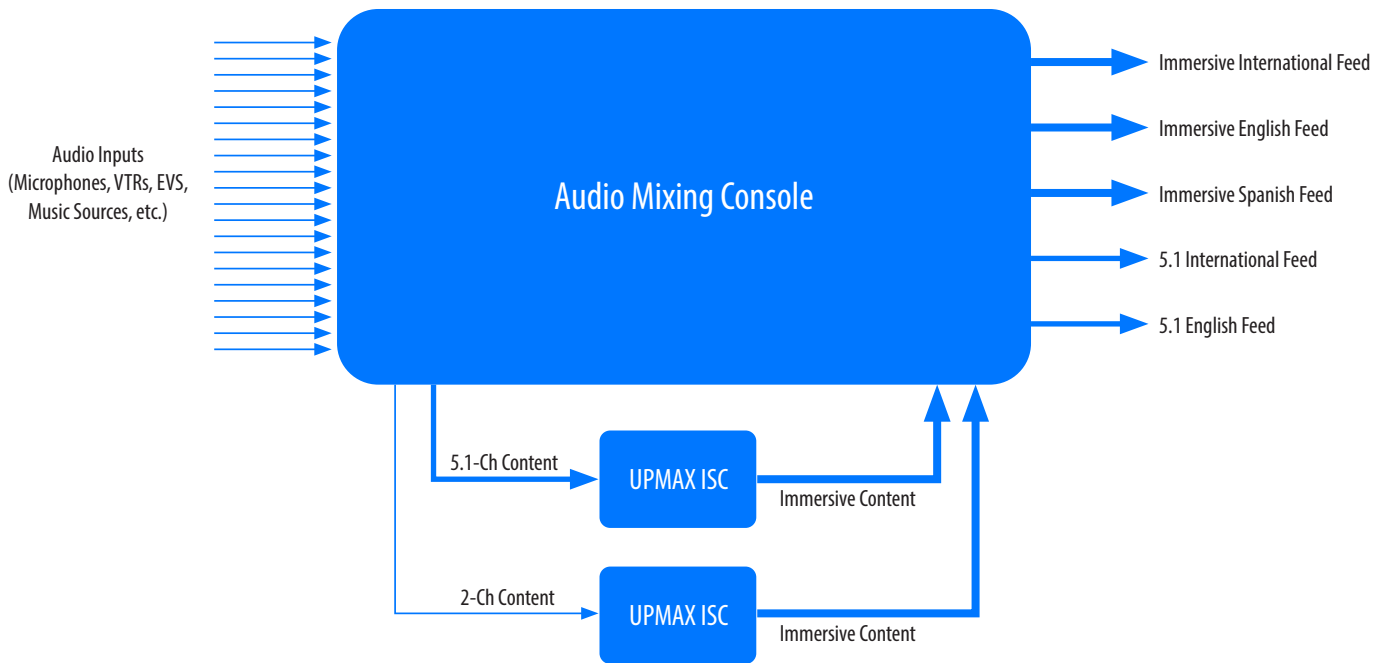 Audio Inputs
(Microphones, VTRs, EVS,
Music Sources, etc.)
Audio Mixing Console
Immersive International Feed
Immersive English Feed
Immersive Spanish Feed
5.1 International Feed
5.1 English Feed
5.1-Ch Content
UPMAX ISC
Immersive Content
2-Ch Content
UPMAX ISC
Immersive Content